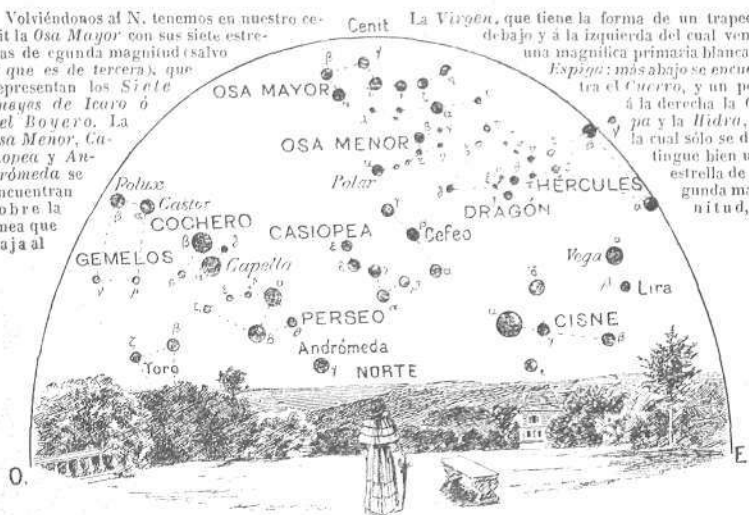 Volviéndonos al N. tenemos en nuestro ce-
it la Osa Mayor con sus siete estre-
as de egunda magnitud (salvo
que es de tercera), que
epresentan los Siete
ueyes de Icaro ó
el Boyero. La
sa Menor, Ca-
opea y An-
rómeda se
ncuentran
obre la
nea que
aja al
La Virgen, que tiene la forma de un trapec
debajo y á la izquierda del cual vem
una magnífica primaria blanca
Espiga: más abajo se encue
tra el Cuervo, y un po
á la derecha la C
pa y la Hidra,
la cual sólo se d
tingue bien u
estrella de
gunda ma
nitud,
Cenit
OSA MAYOR
OSA MENOR
Polar
HÉRCULES
DRAGÓN
Polux
Castor
COCHERO
CASIOPEA
Cefeo
GEMELOS
Capella
Vega
Lira
PERSEO
CISNE
Andrómeda
Toro
NORTE
O.
E